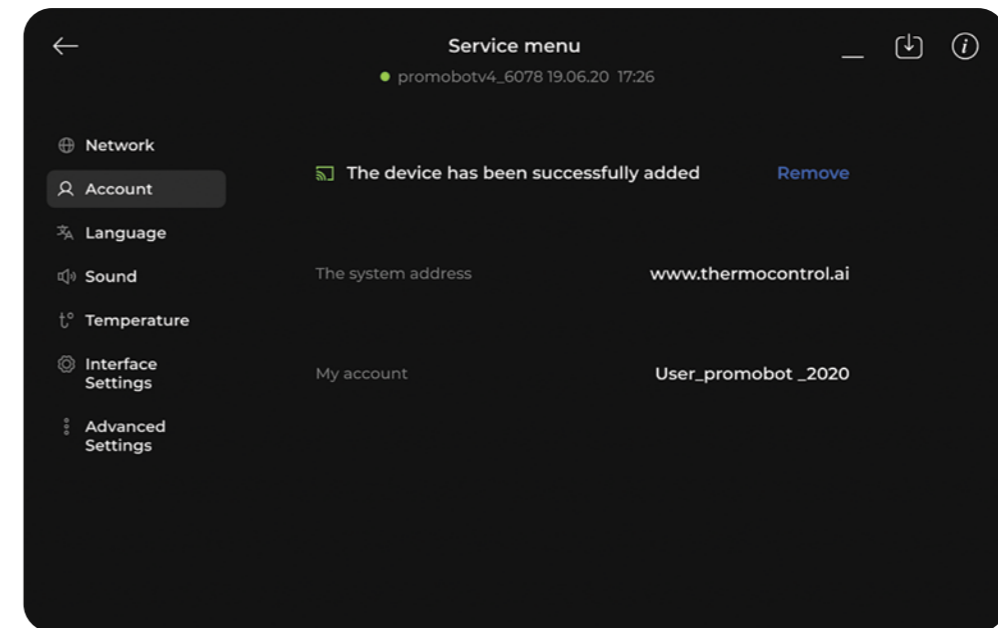 Service menu
promobotv4_6078 19.06.20 17:26
Network
Account
Language
Sound
t° Temperature
Interface
Settings
Advanced
Settings
The device has been successfully added Remove
The system address www.thermocontrol.ai
My account User_promobot _2020